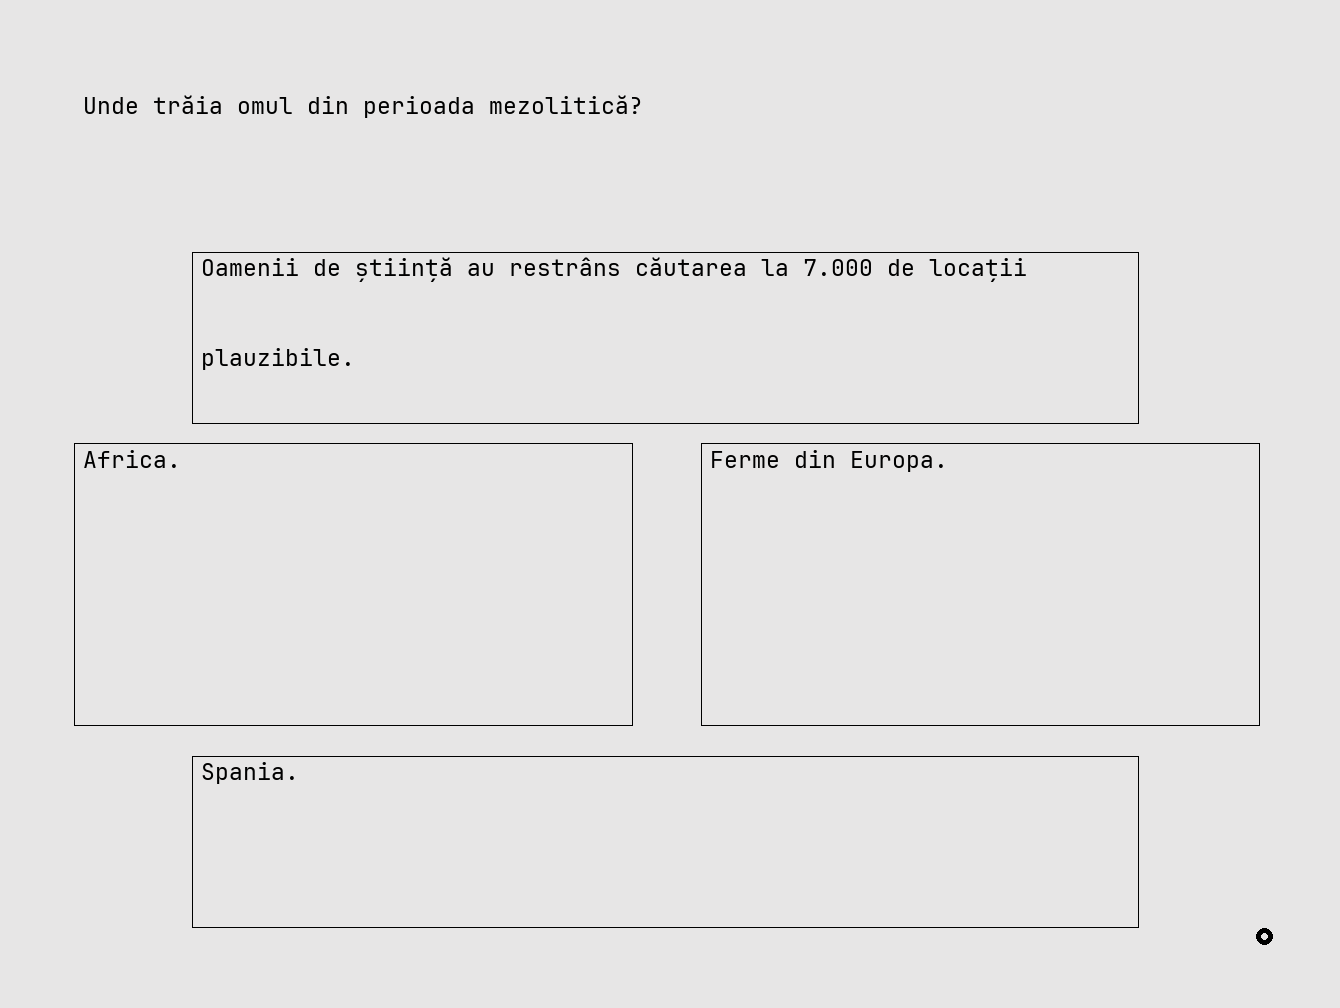 Unde trăia omul din perioada mezolitică?
Oamenii de știință au restrâns căutarea la 7.000 de locații
plauzibile.
Africa.
Ferme din Europa.
Spania.